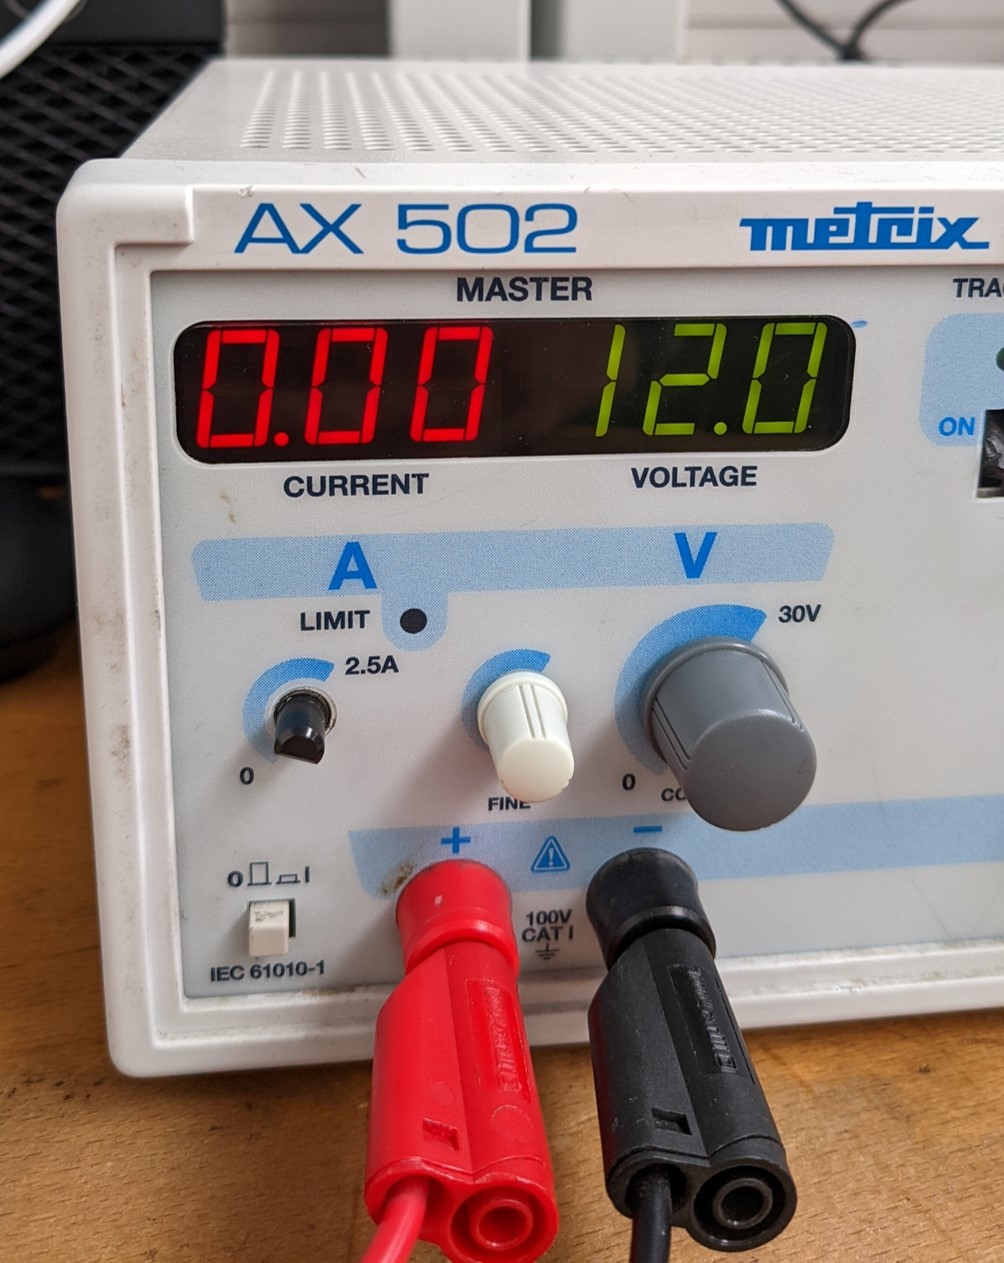 AX 502
metrix
MASTER
0.00
12.0
CURRENT
VOLTAGE
ON
A
V
LIMIT
30V
2.5A
0
0
FINE
+
−
O I
100V
CAT I
IEC 61010-1